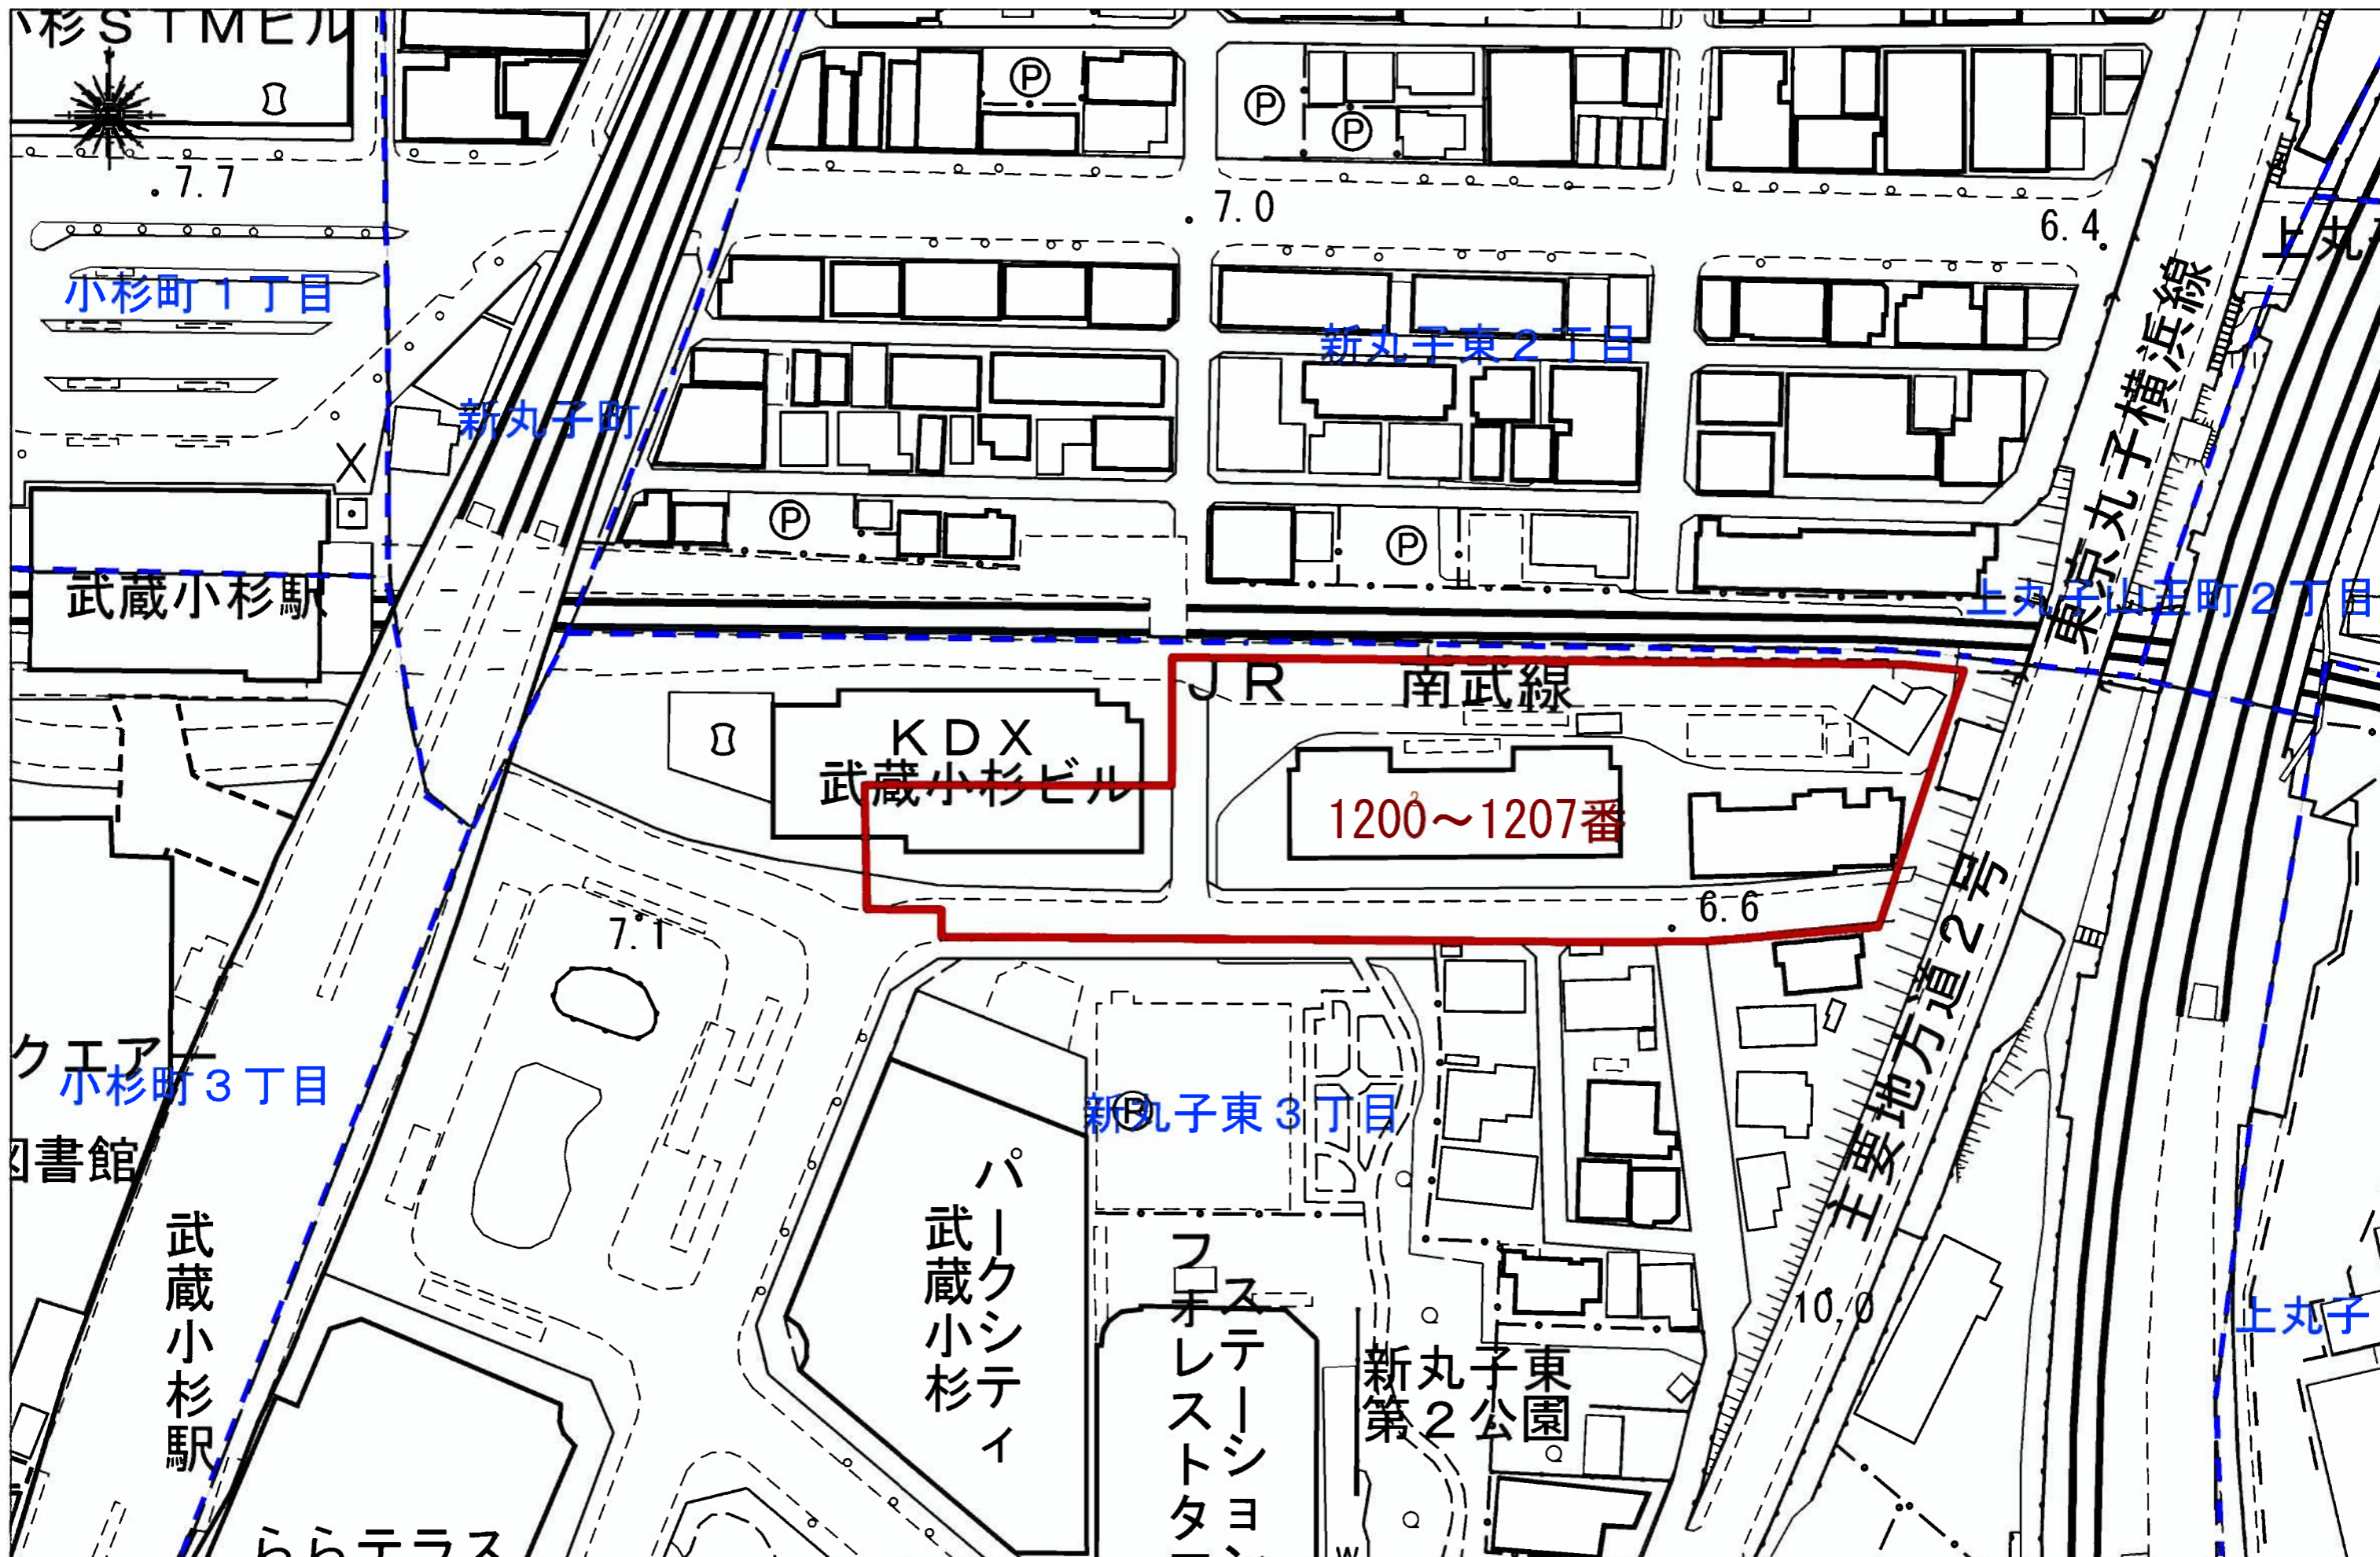 小杉ＳＴＭビル
Ⓟ
Ⓟ
Ⓟ
7.7
7.0
6.4
上丸
小杉町１丁目
新丸子東２丁目
新丸子町
東京丸子横浜線
Ⓟ
Ⓟ
武蔵小杉駅
上丸子山王町２丁目
ＪＲ 南武線
ＫＤＸ
武蔵小杉ビル
1200～1207番
6.6
7.1
主要地方道２号
クエアー
小杉町３丁目
新丸子東３丁目
Ⓟ
図書館
武蔵小杉駅
パークシティ
武蔵小杉
ステーション
フォレストタ
10.0
上丸子
新丸子東
第２公園
ららテラス
W